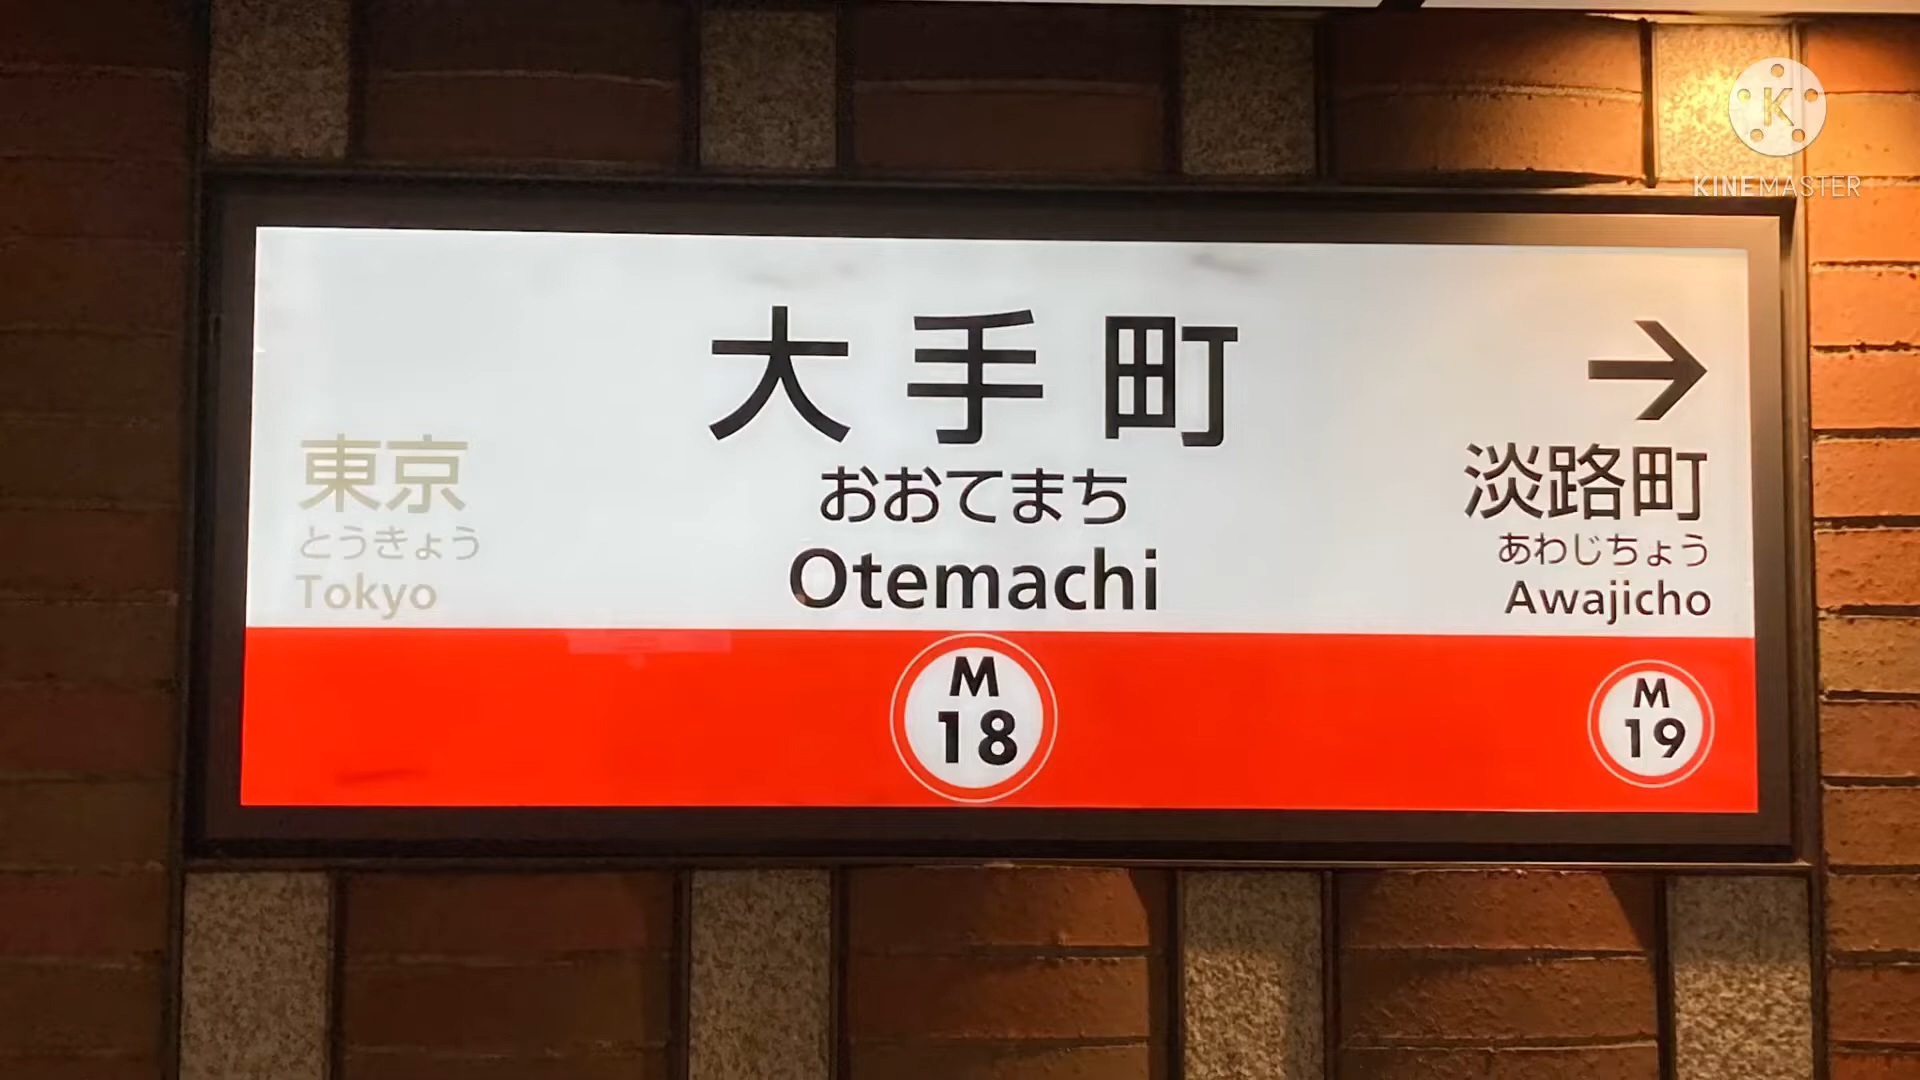 大手町
おおてまち
Otemachi
東京
とうきょう
Tokyo
→
淡路町
あわじちょう
Awajicho
M
18
M
19
K
KINEMASTER